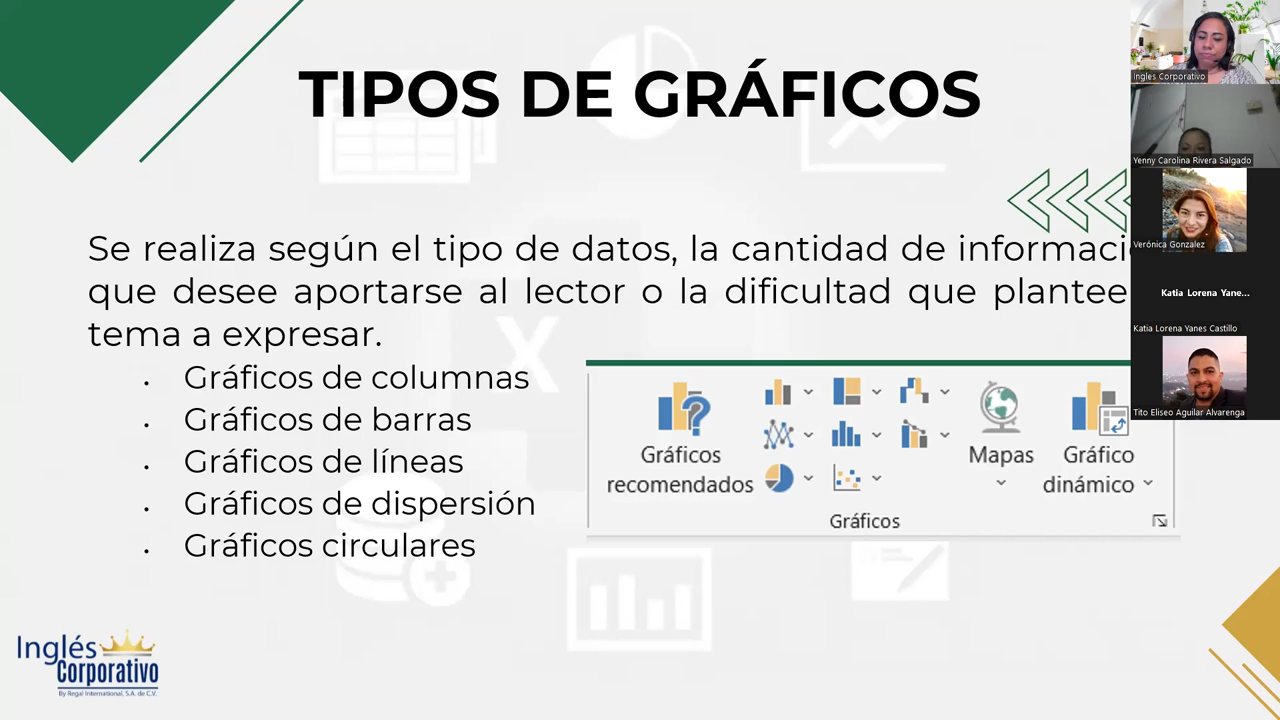 TIPOS DE GRÁFICOS
Se realiza según el tipo de datos, la cantidad de informaci
que desee aportarse al lector o la dificultad que plantee
tema a expresar.
• Gráficos de columnas
• Gráficos de barras
• Gráficos de líneas
• Gráficos de dispersión
• Gráficos circulares
Gráficos
recomendados
Mapas
Gráfico
dinámico
Gráficos
Inglés
Corporativo
By Regal International, S.A. de C.V.
Ingles Corporativo
Yenny Carolina Rivera Salgado
Verónica Gonzalez
Katia Lorena Yane...
Katia Lorena Yanes Castillo
Tito Eliseo Aguilar Alvarenga